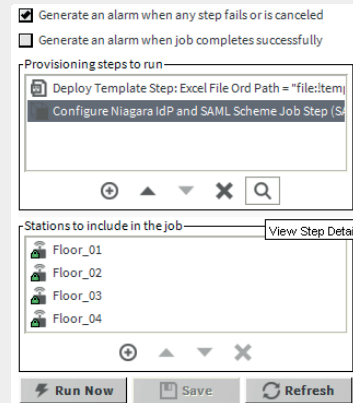 Generate an alarm when any step fails or is canceled
Generate an alarm when job completes successfully
Provisioning steps to run
Deploy Template Step: Excel File Ord Path = "file:!tem
Configure Niagara IdP and SAML Scheme Job Step (SA
Stations to include in the job
View Step Detai
Floor_01
Floor_02
Floor_03
Floor_04
Run Now
Save
Refresh